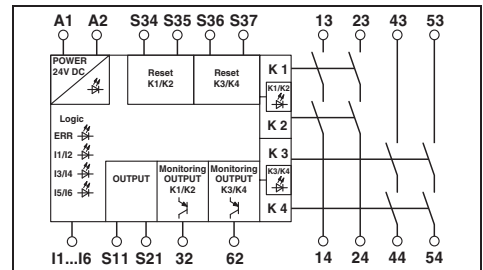 A1 A2 S34 S35 S36 S37 13 23 43 53
POWER
24V DC
Reset
K1/K2
Reset
K3/K4
K 1
K1/K2
K 2
Logic
ERR
I1/I2
I3/I4
I5/I6
OUTPUT
Monitoring
OUTPUT
K1/K2
Monitoring
OUTPUT
K3/K4
K 3
K3/K4
K 4
I1...I6 S11 S21 32 62 14 24 44 54